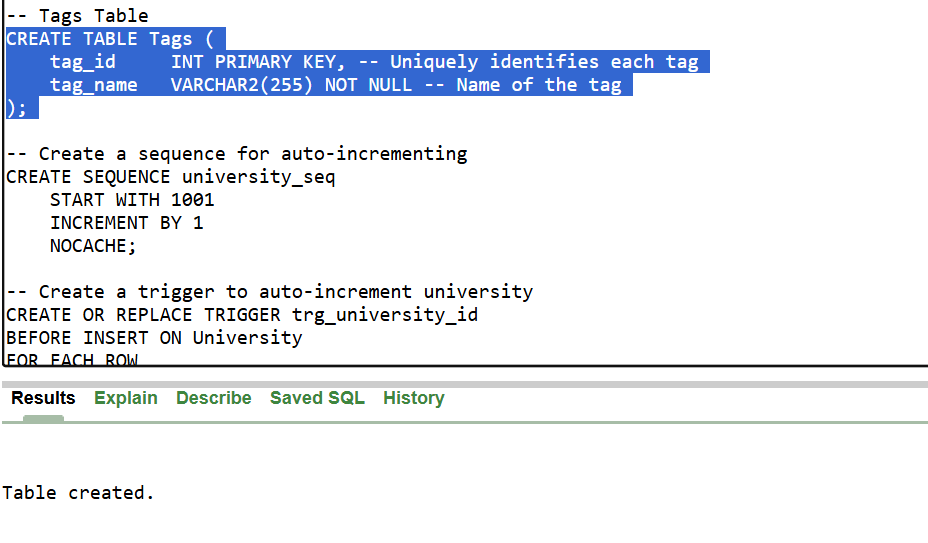 -- Tags Table
CREATE TABLE Tags (
    tag_id     INT PRIMARY KEY, -- Uniquely identifies each tag
    tag_name   VARCHAR2(255) NOT NULL -- Name of the tag
);
-- Create a sequence for auto-incrementing
CREATE SEQUENCE university_seq
    START WITH 1001
    INCREMENT BY 1
    NOCACHE;
-- Create a trigger to auto-increment university
CREATE OR REPLACE TRIGGER trg_university_id
BEFORE INSERT ON University
FOR EACH ROW
Results Explain Describe Saved SQL History
Table created.